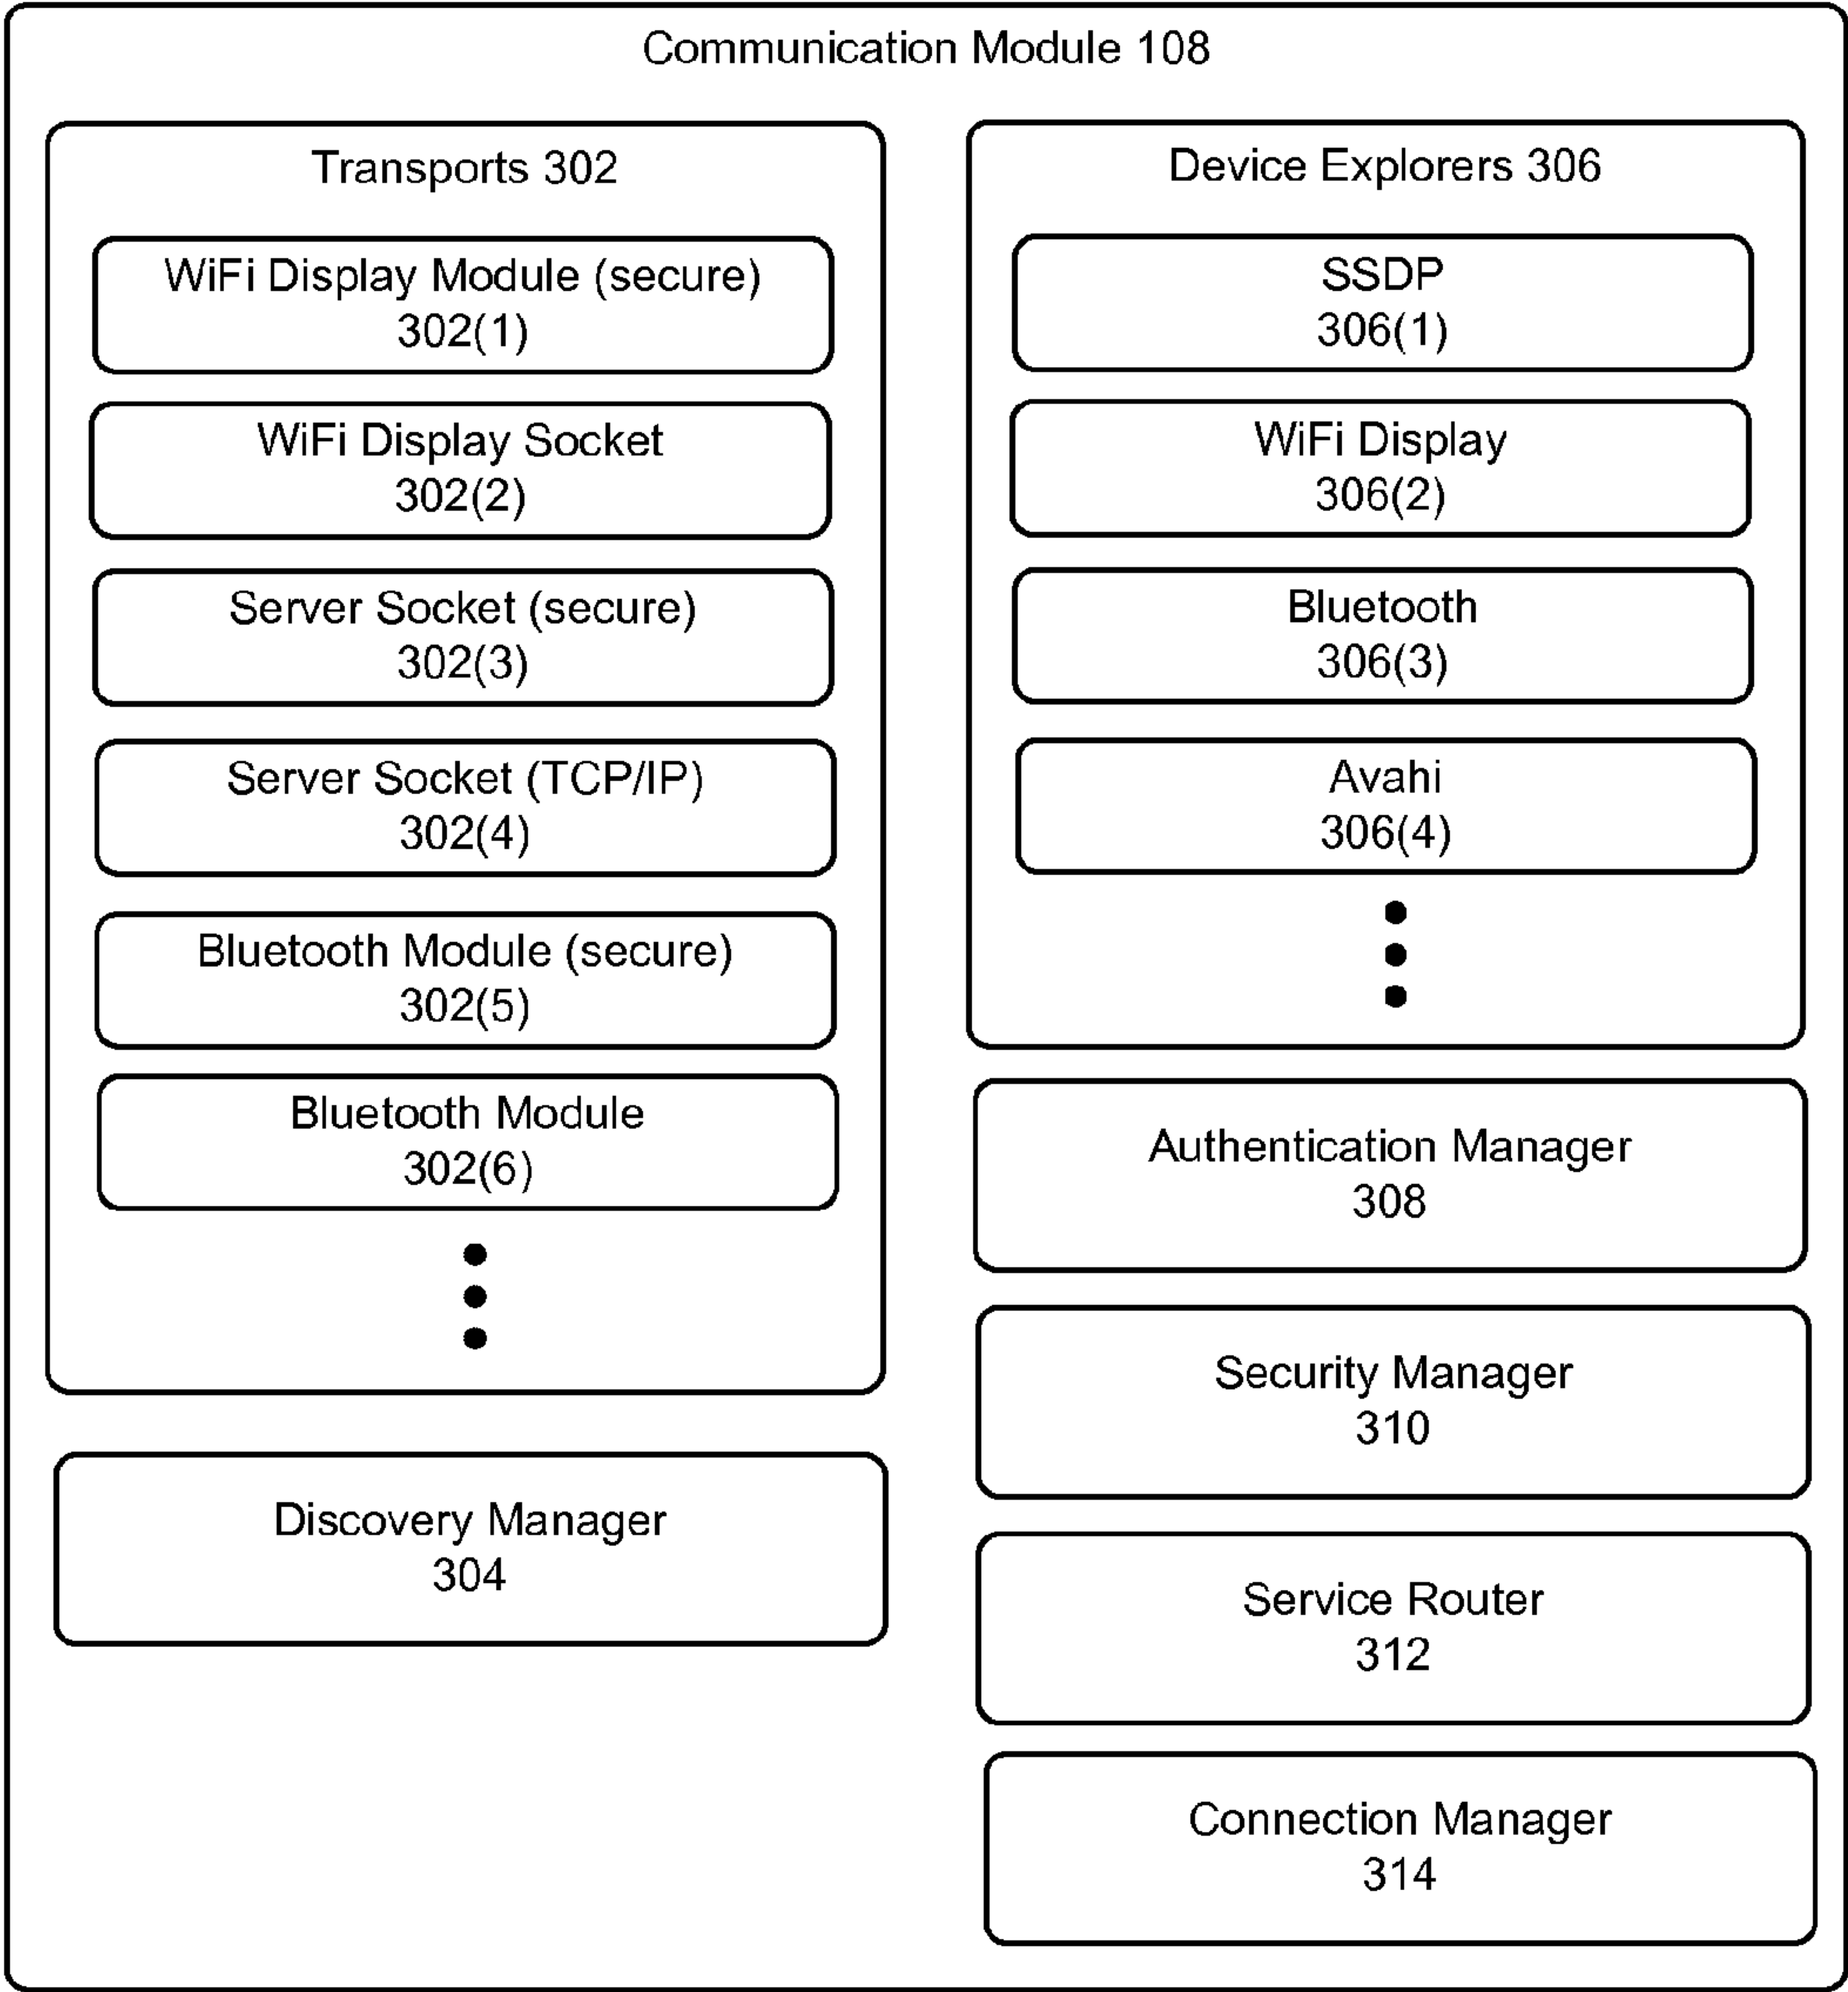 Communication Module 108
Transports 302
WiFi Display Module (secure)
302(1)
WiFi Display Socket
302(2)
Server Socket (secure)
302(3)
Server Socket (TCP/IP)
302(4)
Bluetooth Module (secure)
302(5)
Bluetooth Module
302(6)
Discovery Manager
304
Device Explorers 306
SSDP
306(1)
WiFi Display
306(2)
Bluetooth
306(3)
Avahi
306(4)
Authentication Manager
308
Security Manager
310
Service Router
312
Connection Manager
314